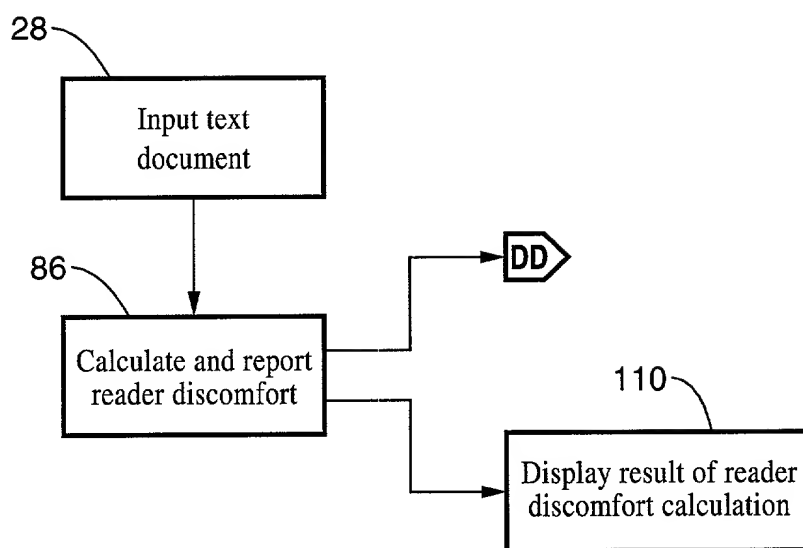 28
Input text
document
86
DD
Calculate and report
reader discomfort
110
Display result of reader
discomfort calculation